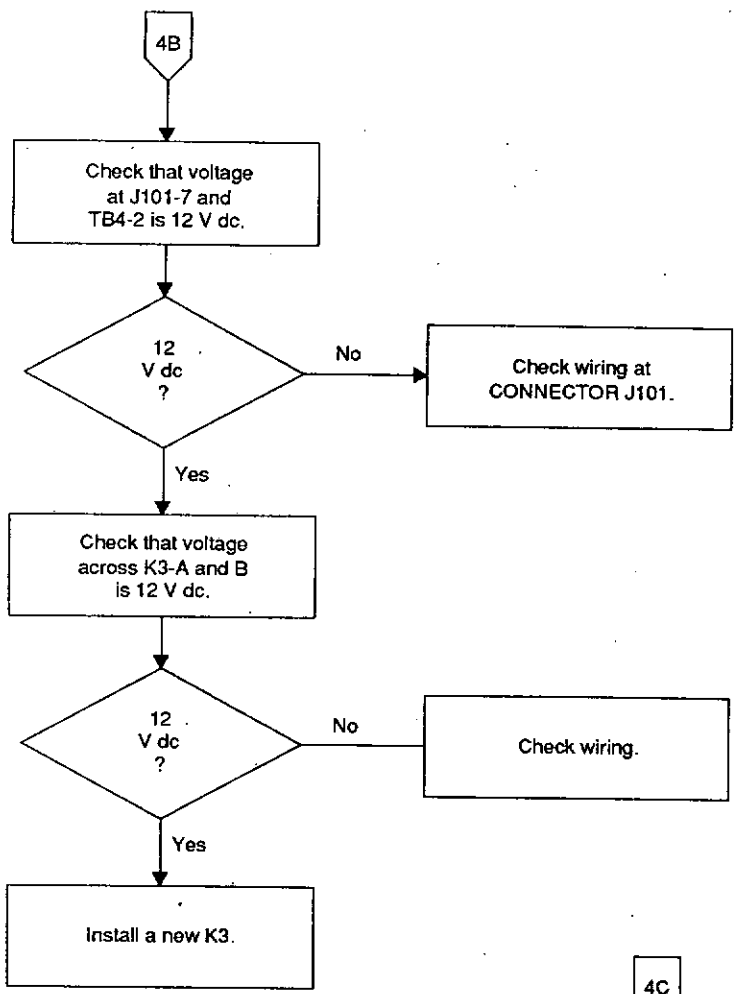 4B
Check that voltage
at J101-7 and
TB4-2 is 12 V dc.
12
V dc
?
No
Check wiring at
CONNECTOR J101.
Yes
Check that voltage
across K3-A and B
is 12 V dc.
12
V dc
?
No
Check wiring.
Yes
Install a new K3.
4C